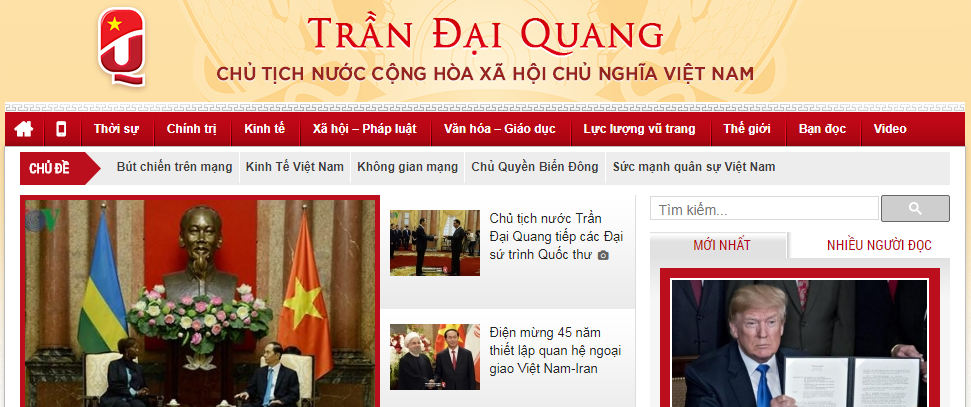 TRẦN ĐẠI QUANG
CHỦ TỊCH NƯỚC CỘNG HÒA XÃ HỘI CHỦ NGHĨA VIỆT NAM
Thời sự Chính trị Kinh tế Xã hội – Pháp luật Văn hóa – Giáo dục Lực lượng vũ trang Thế giới Bạn đọc Video
CHỦ ĐỀ Bút chiến trên mạng Kinh Tế Việt Nam Không gian mạng Chủ Quyền Biển Đông Sức mạnh quân sự Việt Nam
Chủ tịch nước Trần
Đại Quang tiếp các Đại
sứ trình Quốc thư
Điện mừng 45 năm
thiết lập quan hệ ngoại
giao Việt Nam-Iran
Tìm kiếm...
MỚI NHẤT NHIỀU NGƯỜI ĐỌC